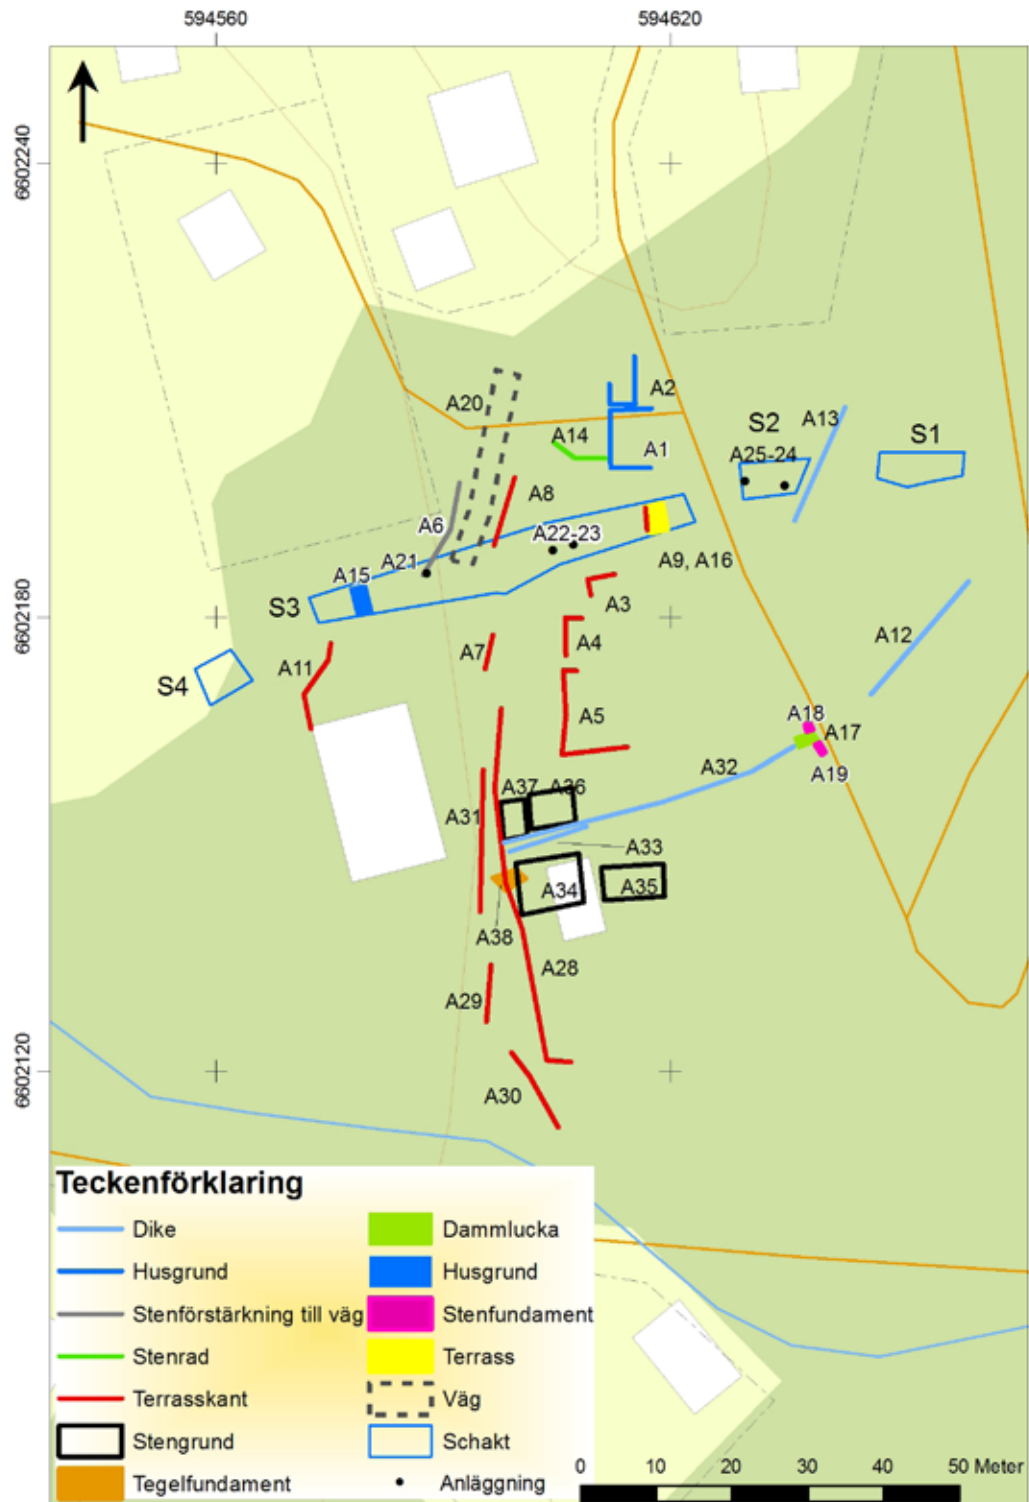 594560 594620
6602240
A20
A2
A14
A1
A13
S2
S1
A25-24
A8
A6
A22-23
A21
A15
A9, A16
S3
A3
A7
A4
A12
6602180
A11
S4
A5
A18
A17
A19
A32
A37
A36
A31
A33
A34
A35
A38
A28
A29
A30
6602120
Teckenförklaring
Dike
Husgrund
Stenförstärkning till väg
Stenrad
Terrasskant
Stengrund
Tegelfundament
Dammlucka
Husgrund
Stenfundament
Terrass
Väg
Schakt
Anläggning
0 10 20 30 40 50 Meter